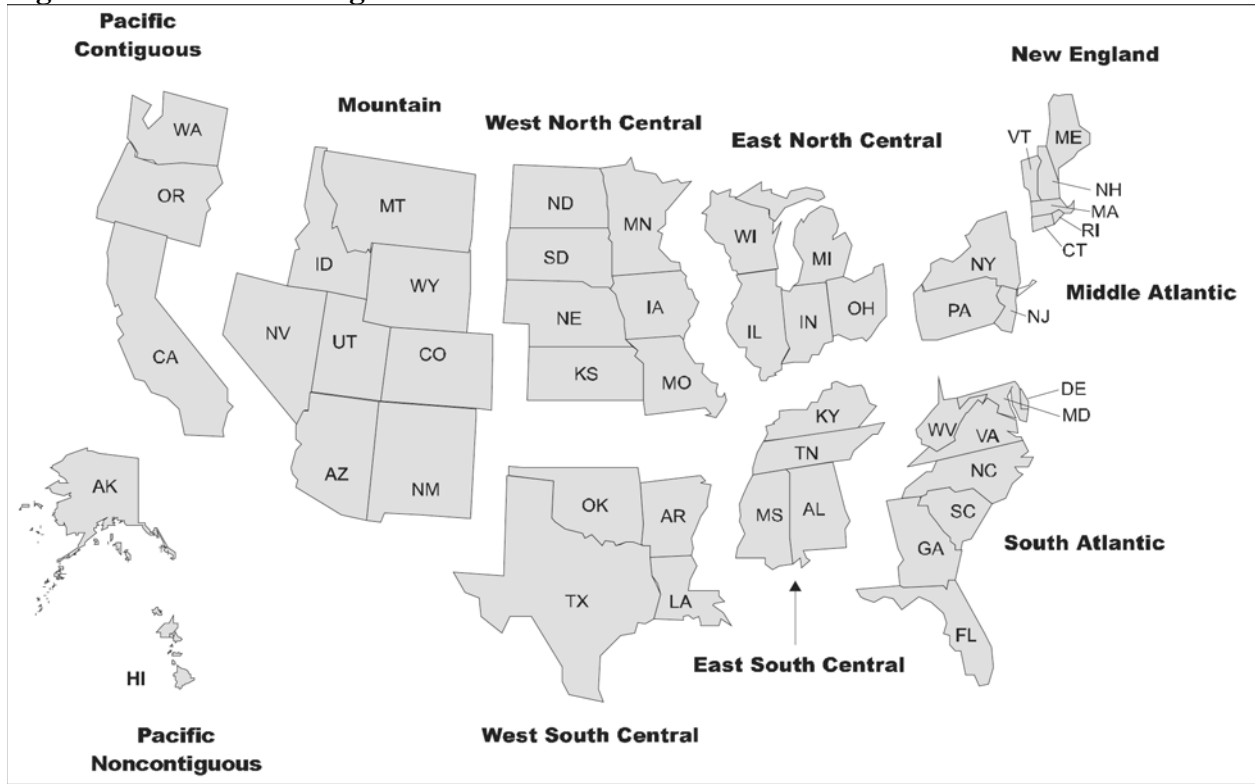 Pacific
Contiguous
New England
Mountain
West North Central
East North Central
WA
OR
CA
MT
ID
WY
NV
UT
CO
AZ
NM
ND
MN
SD
IA
NE
KS
MO
WI
MI
IL
IN
OH
VT
ME
NH
MA
RI
CT
NY
PA
NJ
Middle Atlantic
DE
MD
WV
VA
NC
SC
GA
FL
South Atlantic
KY
TN
MS
AL
East South Central
OK
AR
TX
LA
West South Central
AK
HI
Pacific
Noncontiguous